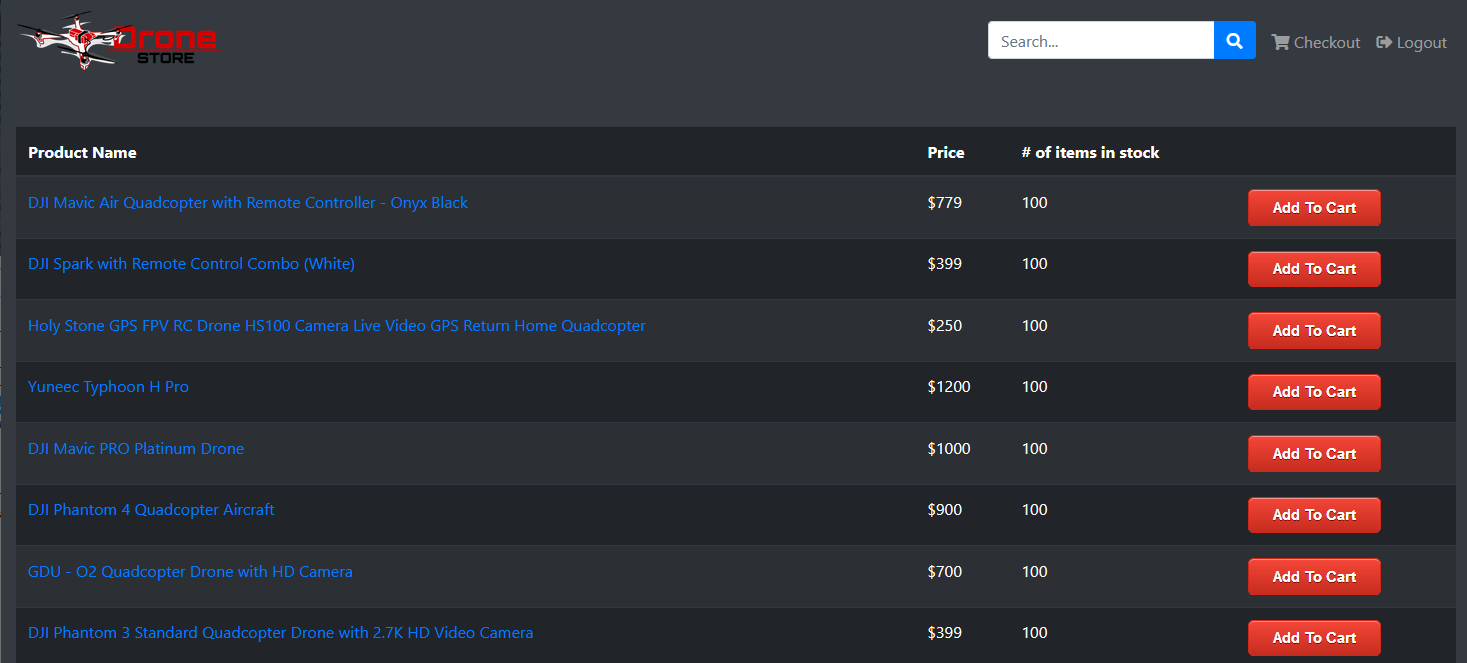 Drone
STORE
Search...
Checkout
Logout
Product Name Price # of items in stock
DJI Mavic Air Quadcopter with Remote Controller - Onyx Black $779 100 Add To Cart
DJI Spark with Remote Control Combo (White) $399 100 Add To Cart
Holy Stone GPS FPV RC Drone HS100 Camera Live Video GPS Return Home Quadcopter $250 100 Add To Cart
Yuneec Typhoon H Pro $1200 100 Add To Cart
DJI Mavic PRO Platinum Drone $1000 100 Add To Cart
DJI Phantom 4 Quadcopter Aircraft $900 100 Add To Cart
GDU - O2 Quadcopter Drone with HD Camera $700 100 Add To Cart
DJI Phantom 3 Standard Quadcopter Drone with 2.7K HD Video Camera $399 100 Add To Cart